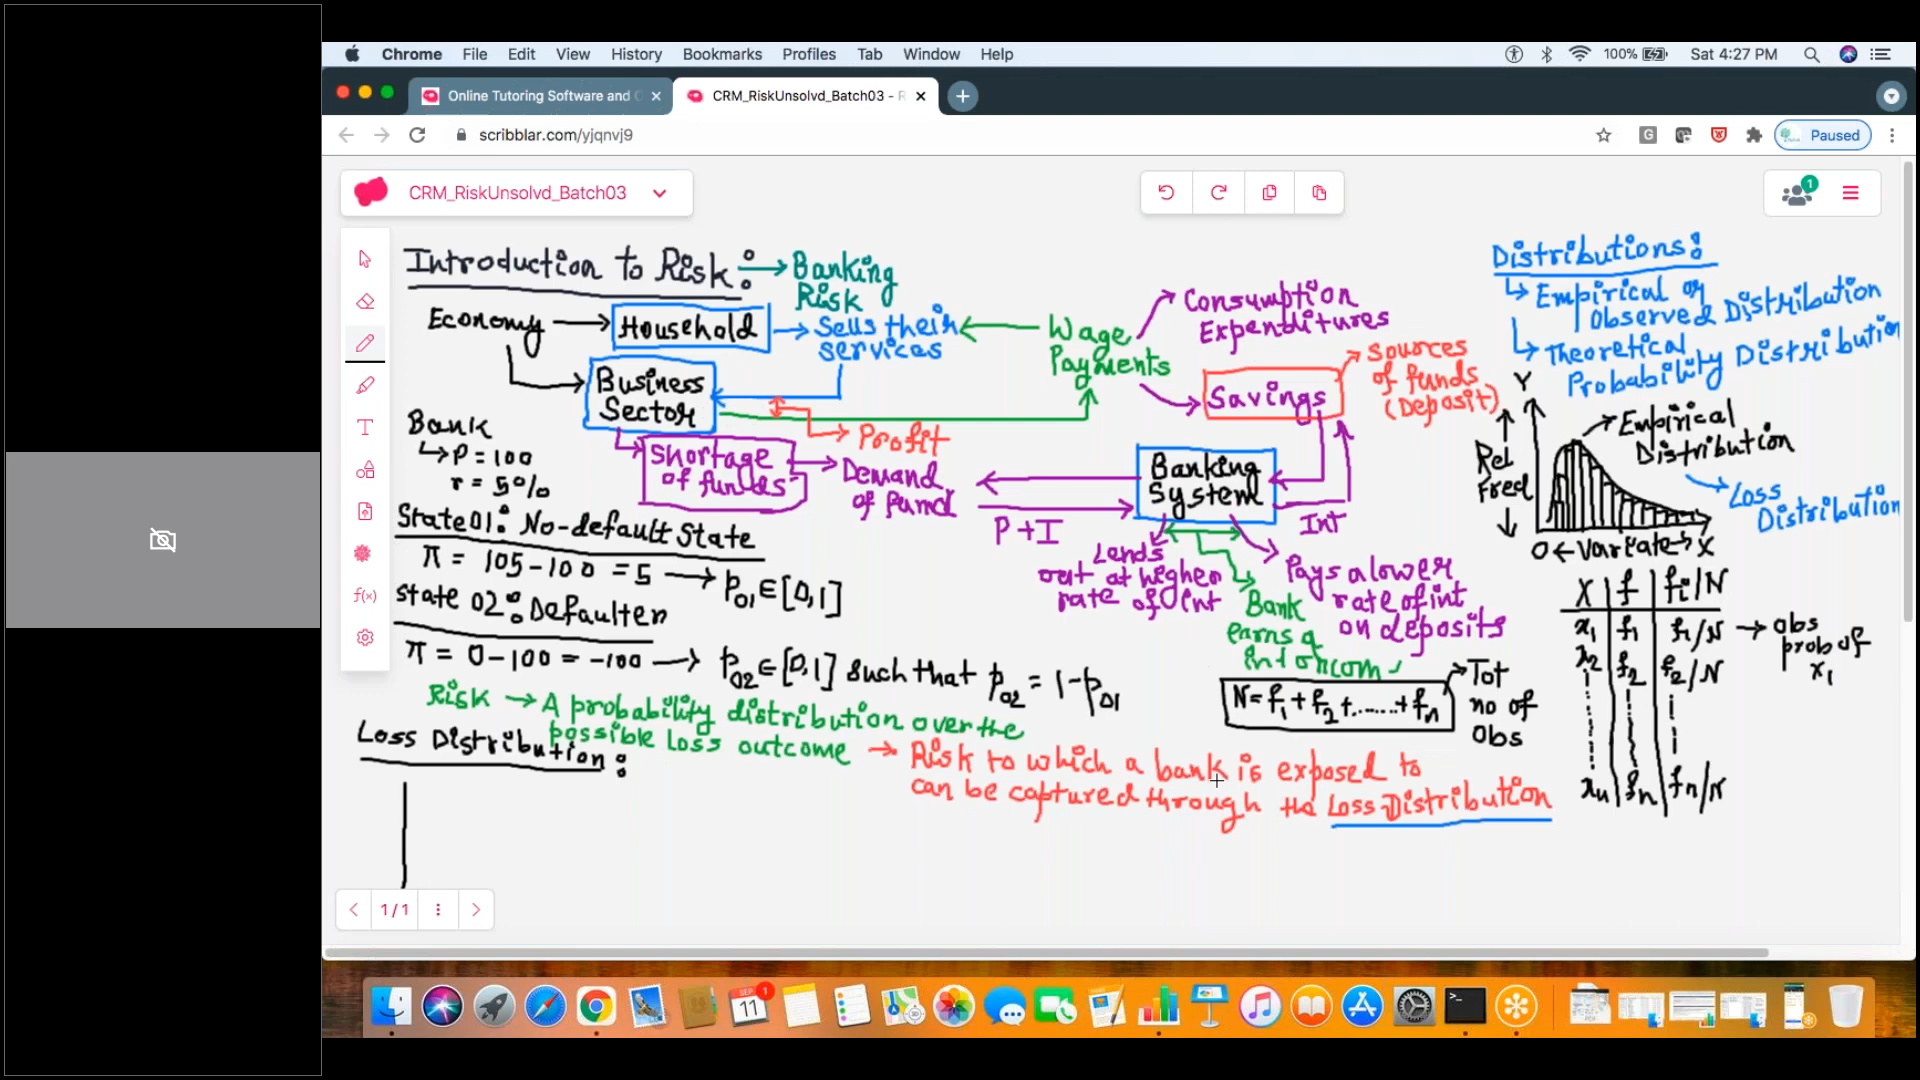 Chrome File Edit View History Bookmarks Profiles Tab Window Help
100% Sat 4:27 PM
Online Tutoring Software and C
CRM_RiskUnsolvd_Batch03 - R
scribblar.com/yjqnvj9
Paused
CRM_RiskUnsolvd_Batch03
1
Introduction to Risk: → Banking
Risk
Economy → Household → Sells their
services
Wage
Payments
Consumption
Expenditures
Savings
Sources
of funds
(Deposit)
Business
Sector
Profit
Shortage
of funds
Demand
of fund
P+I
Banking
System
Int
Lends
out at higher
rate of Int
Pays a lower
rate of int
on deposits
Bank
earns a
int oncom
Bank
P = 100
r = 5%
State 01: No-default State
π = 105-100 = 5 → p01 ∈ [0,1]
State 02: Defaulter
π = 0-100 = -100 → p02 ∈ [0,1] such that p02 = 1-p01
Risk → A probability distribution over the
possible loss outcome
→ Risk to which a bank is exposed to
can be captured through the Loss Distribution
Loss Distribution:
N = f1 + f2 + ...... + fn
Tot
no of
Obs
Distributions:
Empirical or
Observed Distribution
Theoretical
Probability Distribution
Y
Rel
Freq
Empirical
Distribution
Loss
Distribution
0 ← Variate → X
X f fi/N
x1 f1 f1/N → obs
prob of
x1
x2 f2 f2/N
xn fn fn/N
f(x)
1 / 1
SEP
11
1